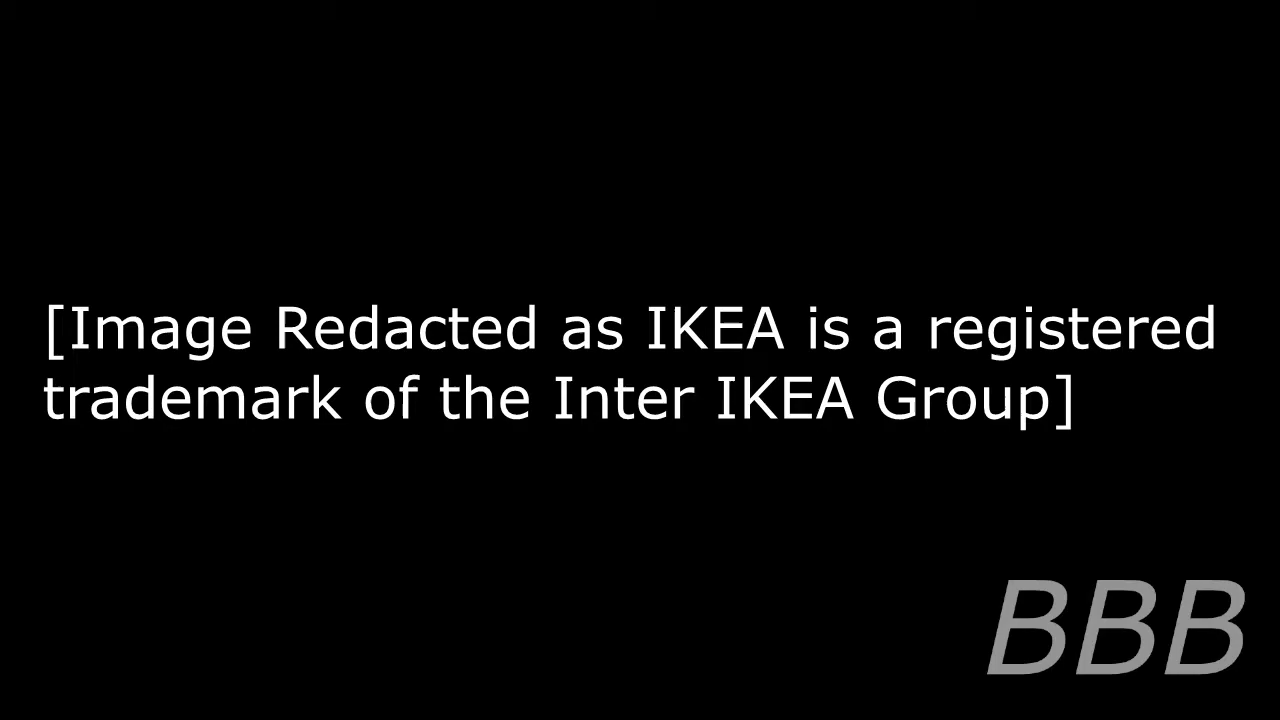 [Image Redacted as IKEA is a registered
trademark of the Inter IKEA Group]
BBB